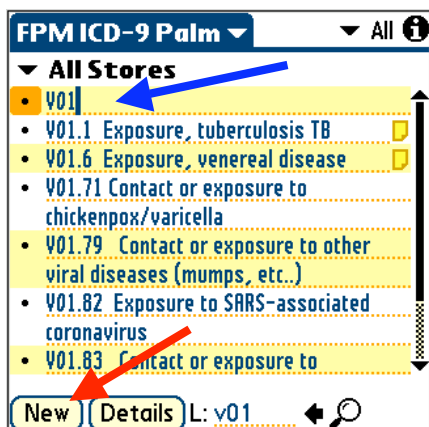 FPM ICD-9 Palm All
All Stores
• V01
• V01.1 Exposure, tuberculosis TB
• V01.6 Exposure, venereal disease
• V01.71 Contact or exposure to
chickenpox/varicella
• V01.79 Contact or exposure to other
viral diseases (mumps, etc..)
• V01.82 Exposure to SARS-associated
coronavirus
• V01.83 Contact or exposure to
New Details L: v01